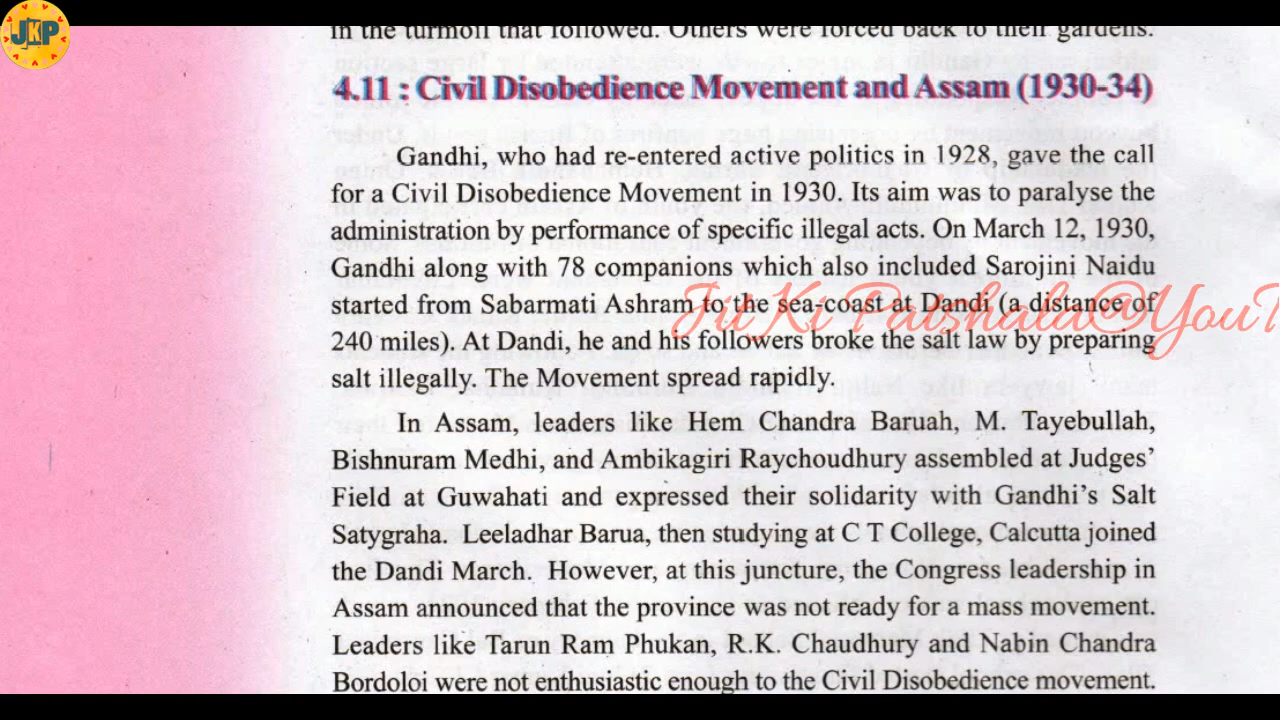 JKP
in the turmoil that followed. Others were forced back to their gardens.
4.11 : Civil Disobedience Movement and Assam (1930-34)
Gandhi, who had re-entered active politics in 1928, gave the call
for a Civil Disobedience Movement in 1930. Its aim was to paralyse the
administration by performance of specific illegal acts. On March 12, 1930,
Gandhi along with 78 companions which also included Sarojini Naidu
started from Sabarmati Ashram to the sea-coast at Dandi (a distance of
240 miles). At Dandi, he and his followers broke the salt law by preparing
salt illegally. The Movement spread rapidly.
Jit Ki Patshala@YouT
In Assam, leaders like Hem Chandra Baruah, M. Tayebullah,
Bishnuram Medhi, and Ambikagiri Raychoudhury assembled at Judges’
Field at Guwahati and expressed their solidarity with Gandhi’s Salt
Satygraha. Leeladhar Barua, then studying at C T College, Calcutta joined
the Dandi March. However, at this juncture, the Congress leadership in
Assam announced that the province was not ready for a mass movement.
Leaders like Tarun Ram Phukan, R.K. Chaudhury and Nabin Chandra
Bordoloi were not enthusiastic enough to the Civil Disobedience movement.